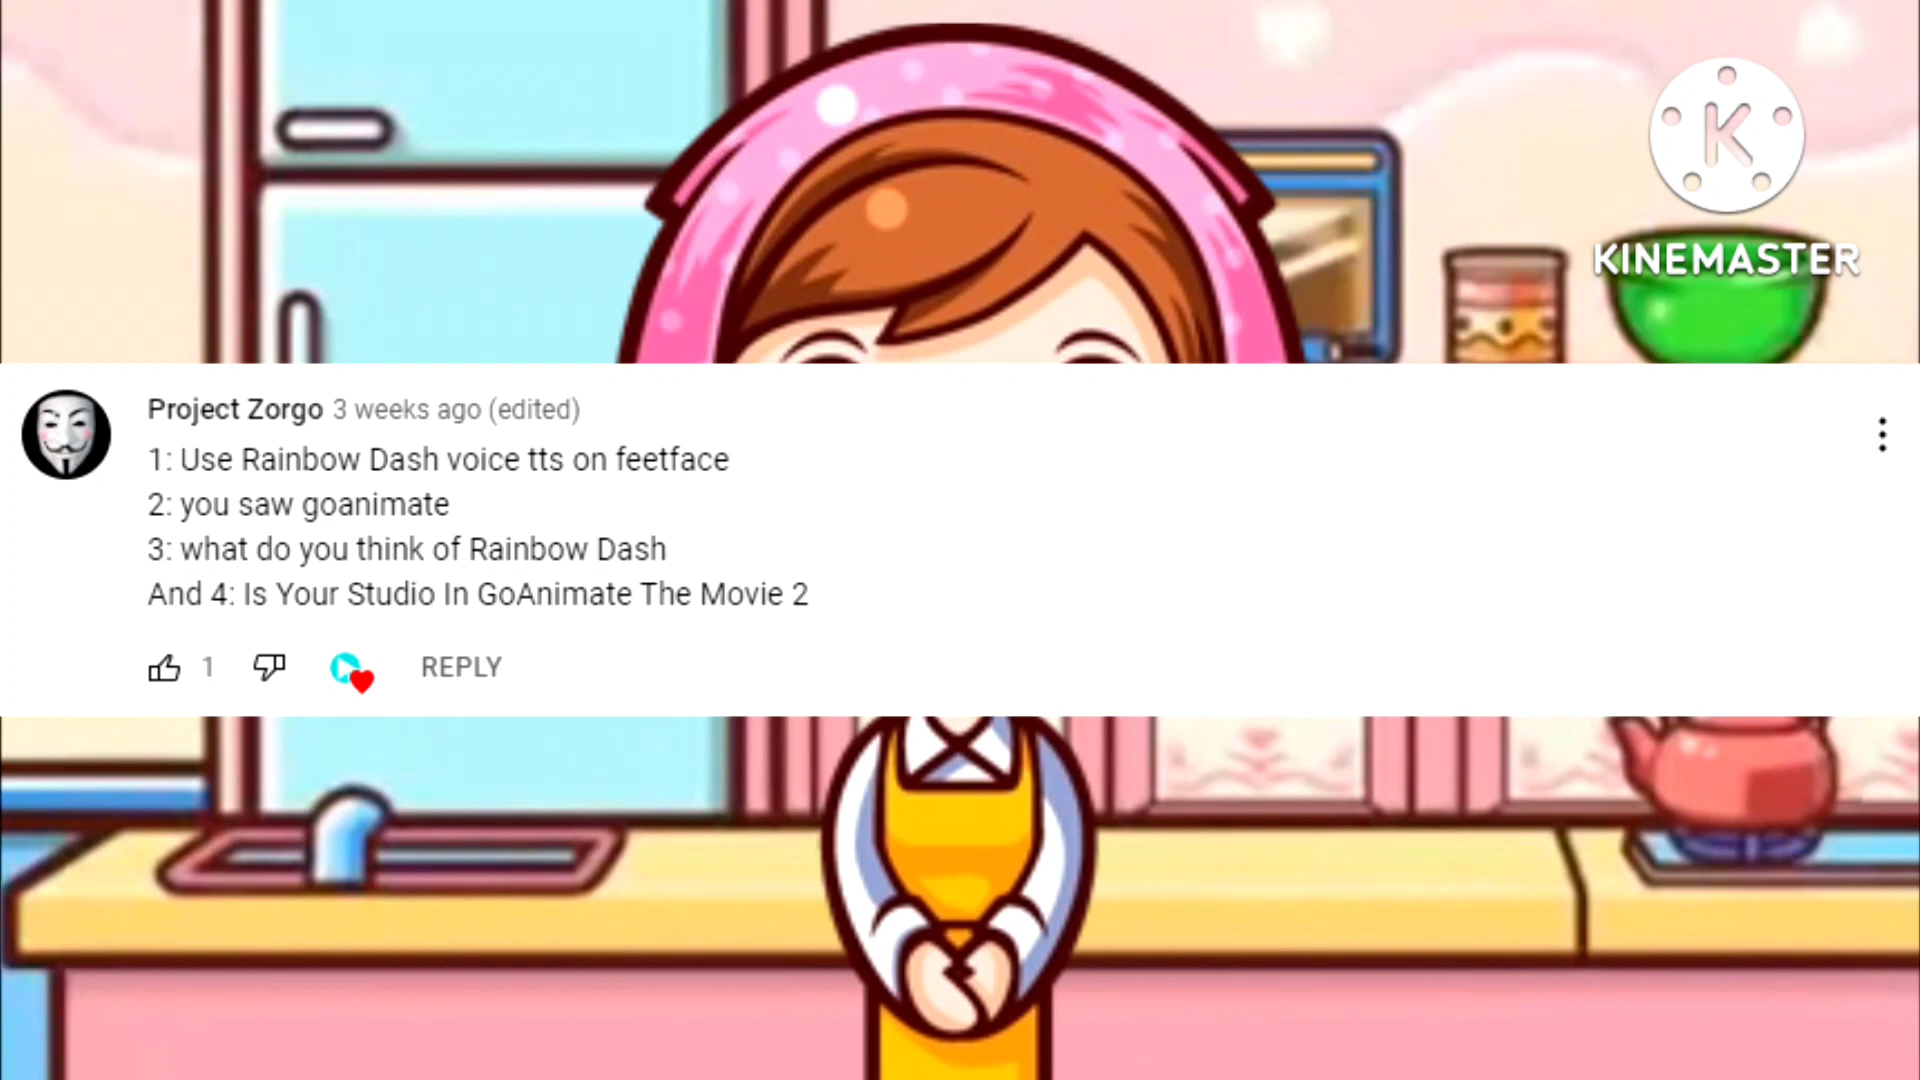 K
KINEMASTER
Project Zorgo 3 weeks ago (edited)
1: Use Rainbow Dash voice tts on feetface
2: you saw goanimate
3: what do you think of Rainbow Dash
And 4: Is Your Studio In GoAnimate The Movie 2
1 REPLY